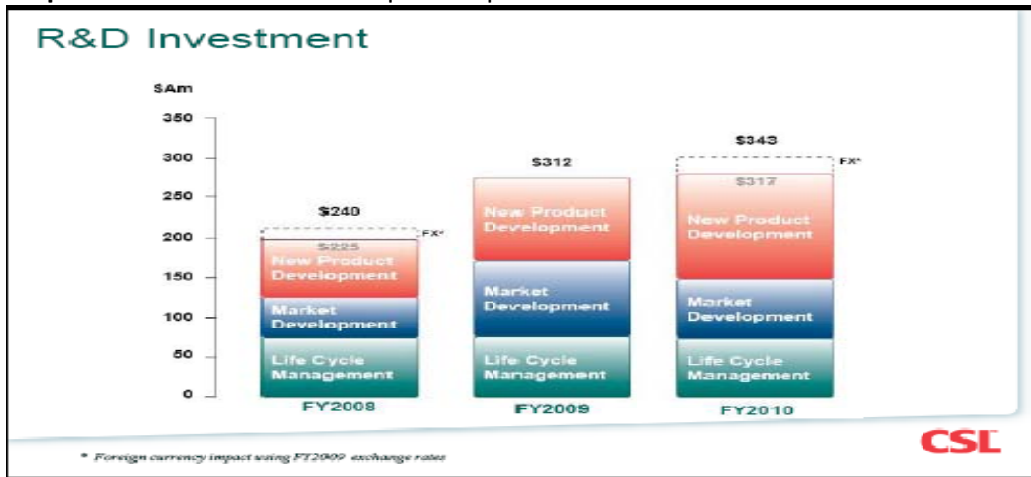 R&D Investment
$Am
350
300
250
200
150
100
50
0
$240
FX*
$225
New Product
Development
Market
Development
Life Cycle
Management
FY2008
$312
New Product
Development
Market
Development
Life Cycle
Management
FY2009
$343
FX*
$317
New Product
Development
Market
Development
Life Cycle
Management
FY2010
* Foreign currency impact using FY2009 exchange rates
CSL